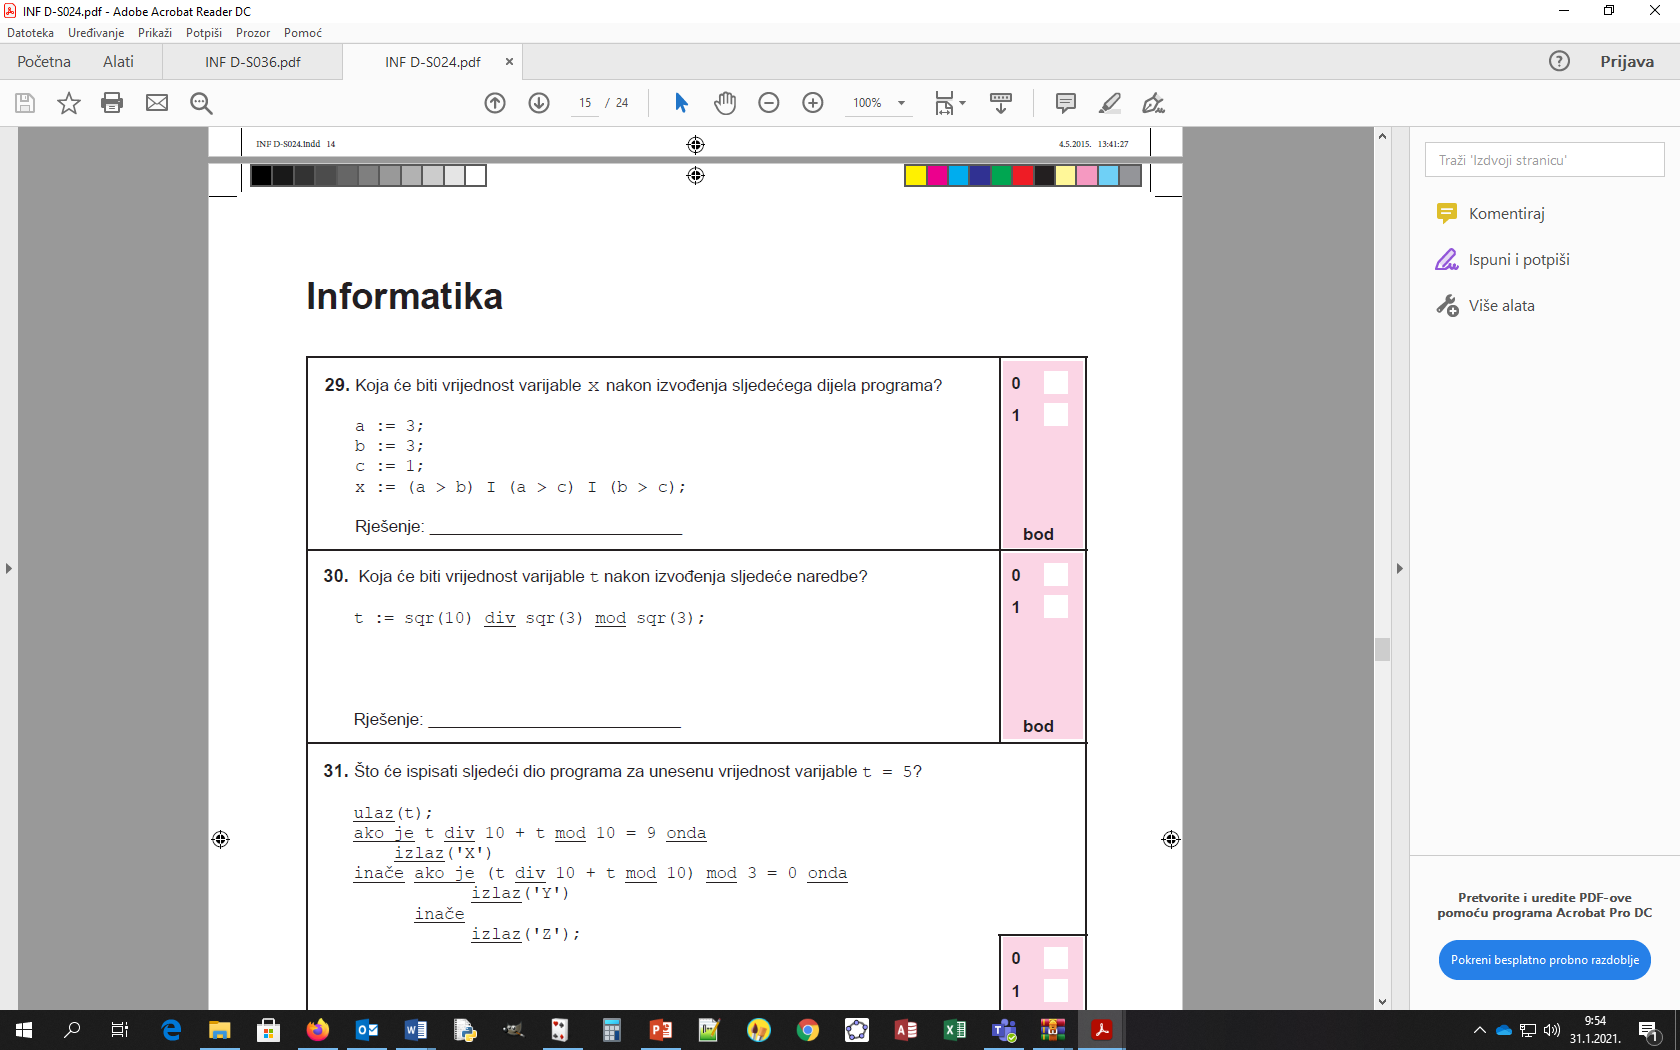 INF D-S024.pdf - Adobe Acrobat Reader DC
Datoteka Uređivanje Prikaži Potpiši Prozor Pomoć
Početna Alati INF D-S036.pdf INF D-S024.pdf × Prijava
15 / 24 100%
INF D-S024.indd 14 4.5.2015. 13:41:27
Traži 'Izdvoji stranicu'
Komentiraj
Ispuni i potpiši
Više alata
Informatika
29. Koja će biti vrijednost varijable x nakon izvođenja sljedećega dijela programa?
a := 3;
b := 3;
c := 1;
x := (a > b) I (a > c) I (b > c);
Rješenje: ____________________________
0
1
bod
30. Koja će biti vrijednost varijable t nakon izvođenja sljedeće naredbe?
t := sqr(10) div sqr(3) mod sqr(3);
Rješenje: ____________________________
0
1
bod
31. Što će ispisati sljedeći dio programa za unesenu vrijednost varijable t = 5?
ulaz(t);
ako je t div 10 + t mod 10 = 9 onda
izlaz('X')
inače ako je (t div 10 + t mod 10) mod 3 = 0 onda
izlaz('Y')
inače
izlaz('Z');
0
1
Pretvorite i uredite PDF-ove
pomoću programa Acrobat Pro DC
Pokreni besplatno probno razdoblje
9:54
31.1.2021.
1